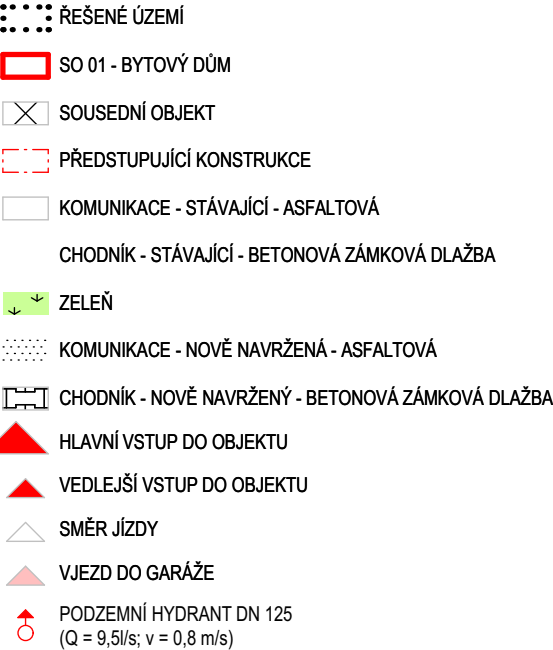 ŘEŠENÉ ÚZEMÍ
SO 01 - BYTOVÝ DŮM
SOUSEDNÍ OBJEKT
PŘEDSTUPUJÍCÍ KONSTRUKCE
KOMUNIKACE - STÁVAJÍCÍ - ASFALTOVÁ
CHODNÍK - STÁVAJÍCÍ - BETONOVÁ ZÁMKOVÁ DLAŽBA
ZELEŇ
KOMUNIKACE - NOVĚ NAVRŽENÁ - ASFALTOVÁ
CHODNÍK - NOVĚ NAVRŽENÝ - BETONOVÁ ZÁMKOVÁ DLAŽBA
HLAVNÍ VSTUP DO OBJEKTU
VEDLEJŠÍ VSTUP DO OBJEKTU
SMĚR JÍZDY
VJEZD DO GARÁŽE
PODZEMNÍ HYDRANT DN 125
(Q = 9,5l/s; v = 0,8 m/s)